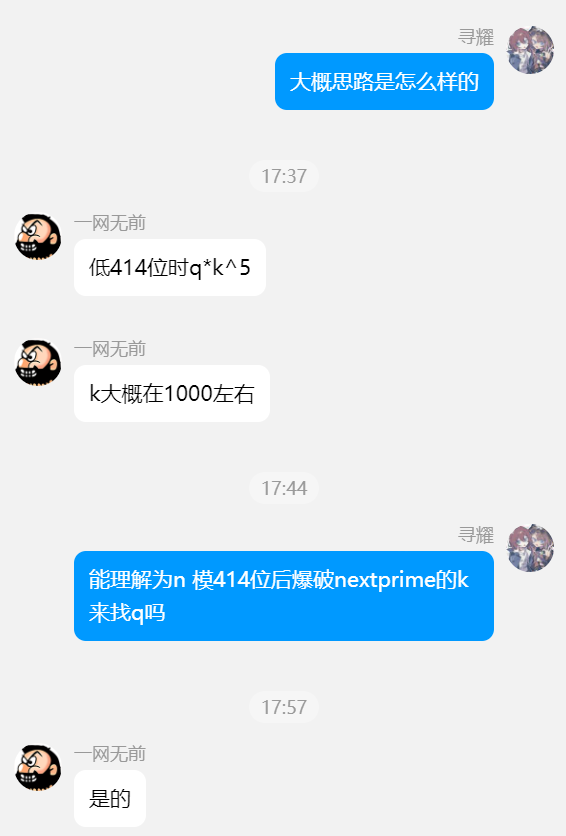 寻耀
大概思路是怎么样的
17:37
一网无前
低414位时q*k^5
一网无前
k大概在1000左右
17:44
寻耀
能理解为n 模414位后爆破nextprime的k
来找q吗
17:57
一网无前
是的